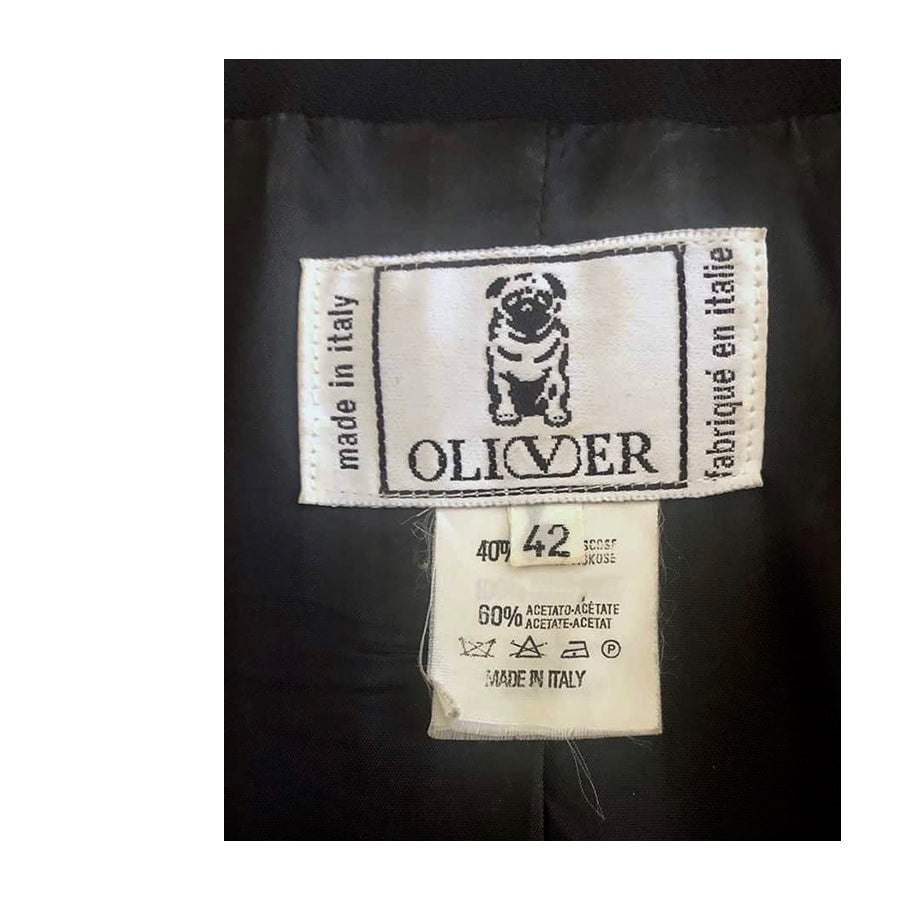 made in italy
OLIVER
fabriqué en italie
42
40%
60% ACETATO-ACÉTATE
ACETATE-ACETAT
P
MADE IN ITALY